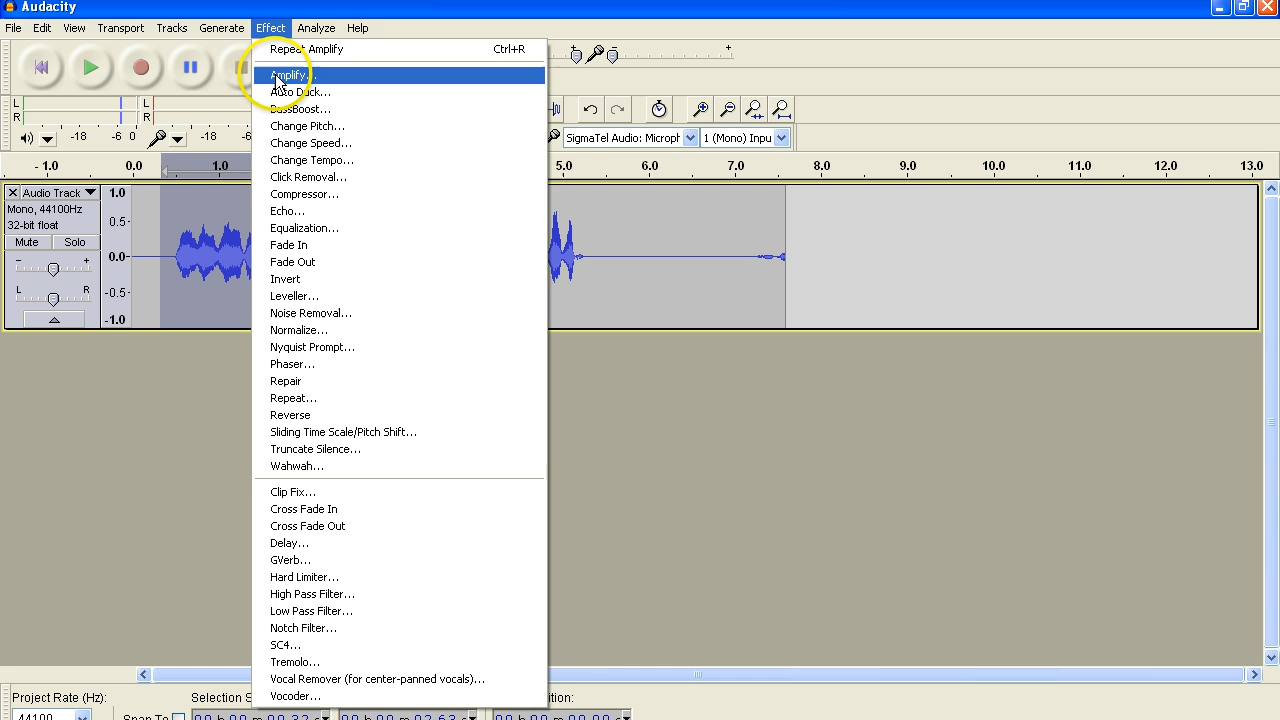 Audacity
File Edit View Transport Tracks Generate Effect Analyze Help
Repeat Amplify Ctrl+R
Amplify...
Auto Duck...
BassBoost...
Change Pitch...
Change Speed...
Change Tempo...
Click Removal...
Compressor...
Echo...
Equalization...
Fade In
Fade Out
Invert
Leveller...
Noise Removal...
Normalize...
Nyquist Prompt...
Phaser...
Repair
Repeat...
Reverse
Sliding Time Scale/Pitch Shift...
Truncate Silence...
Wahwah...
Clip Fix...
Cross Fade In
Cross Fade Out
Delay...
GVerb...
Hard Limiter...
High Pass Filter...
Low Pass Filter...
Notch Filter...
SC4...
Tremolo...
Vocal Remover (for center-panned vocals)...
Vocoder...
L L
R R
-18 -6 0 -18
SigmaTel Audio: Microph 1 (Mono) Inpu
-1.0 0.0 1.0 5.0 6.0 7.0 8.0 9.0 10.0 11.0 12.0 13.0
Audio Track
Mono, 44100Hz
32-bit float
Mute Solo
- +
L R
1.0
0.5-
0.0-
-0.5-
-1.0
Project Rate (Hz): Selection S ition:
44100 Snap To